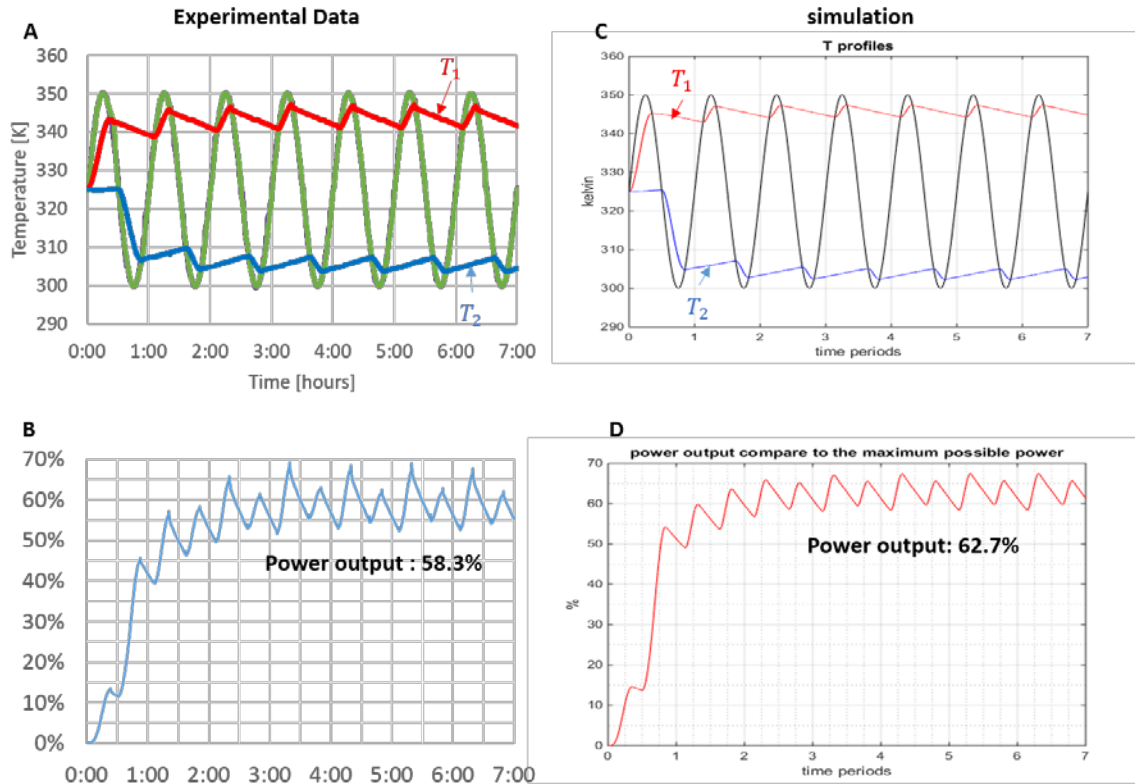 Experimental Data
simulation
A
360
350
340
330
320
310
300
290
Temperature [K]
T1
T2
0:00 1:00 2:00 3:00 4:00 5:00 6:00 7:00
Time [hours]
C
T profiles
360
340
330
320
310
300
290
kelvin
T1
T2
0 1 2 3 4 5 6 7
time periods
B
70%
60%
50%
40%
30%
20%
10%
0%
Power output : 58.3%
0:00 1:00 2:00 3:00 4:00 5:00 6:00 7:00
D
power output compare to the maximum possible power
70
60
50
40
30
20
10
0
%
Power output: 62.7%
0 1 2 3 4 5 6 7
time periods